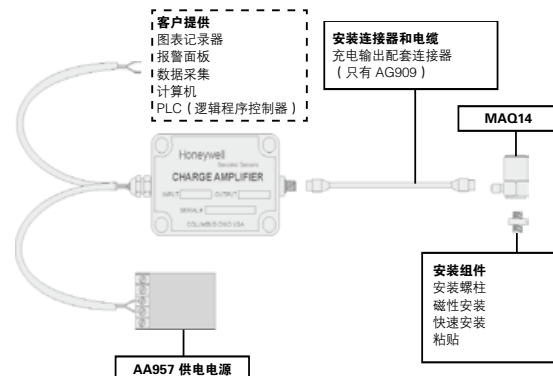 客户提供
图表记录器
报警面板
数据采集
计算机
PLC（逻辑程序控制器）
安装连接器和电缆
充电输出配套连接器
（只有 AG909）
MAQ14
Honeywell
Sensotec Sensors
CHARGE AMPLIFIER
INPUT
OUTPUT
SERIAL#
COLUMBUS OHIO USA
安装组件
安装螺柱
磁性安装
快速安装
粘贴
AA957 供电电源